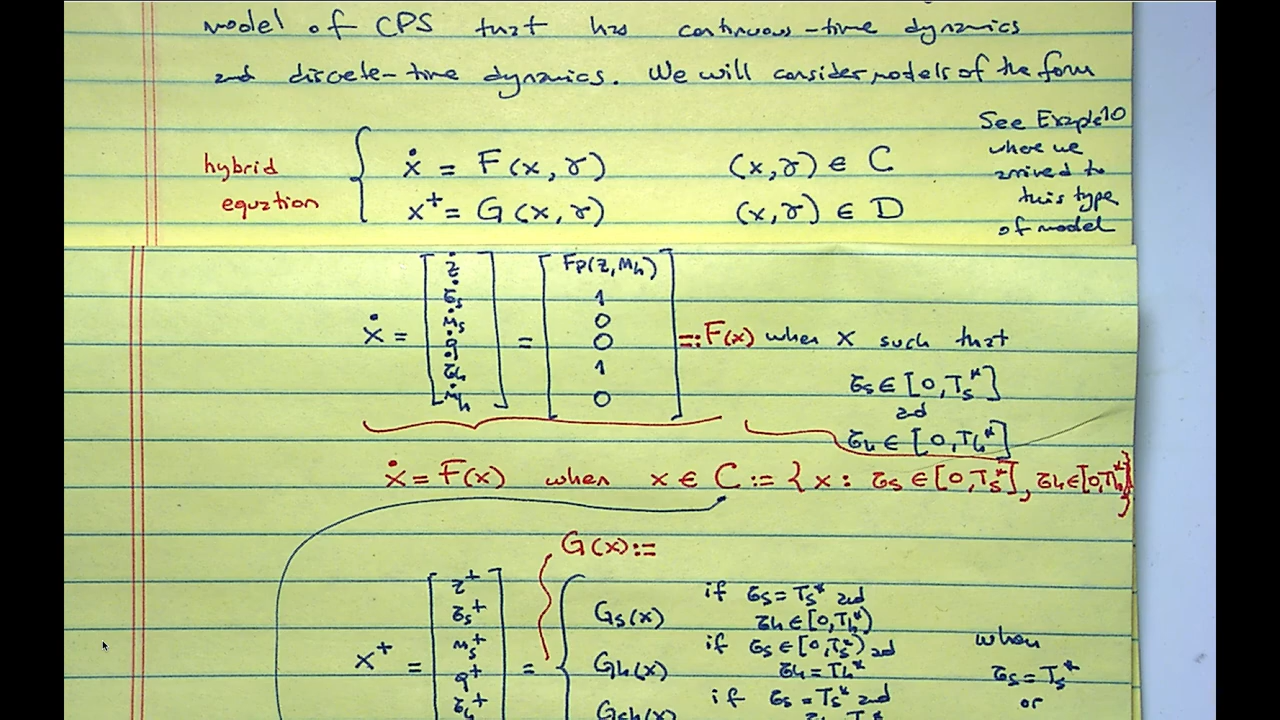 model of CPS that has continuous-time dynamics
and discrete-time dynamics. We will consider models of the form
hybrid equation
ẋ = F(x, γ)   (x, γ) ∈ C
x⁺ = G(x, γ)   (x, γ) ∈ D
See Example 10
where we
arrived to
this type
of model
ẋ = [ż, τ̇s, ṁs, q̇, τ̇h, ṁh] = [Fp(z, mh), 1, 0, 0, 1, 0] =: F(x) when x such that
τs ∈ [0, Ts*]
and
τh ∈ [0, Th*]
ẋ = F(x) when x ∈ C := {x : τs ∈ [0, Ts*], τh ∈ [0, Th*]}
G(x) :=
x⁺ = [z⁺, τs⁺, ms⁺, q⁺, τh⁺ =
Gs(x) if τs = Ts* and
τh ∈ [0, Th*)
Gh(x) if τs ∈ [0, Ts*) and
τh = Th*
Gsh(x) if τs = Ts* and
when
τs = Ts*
or